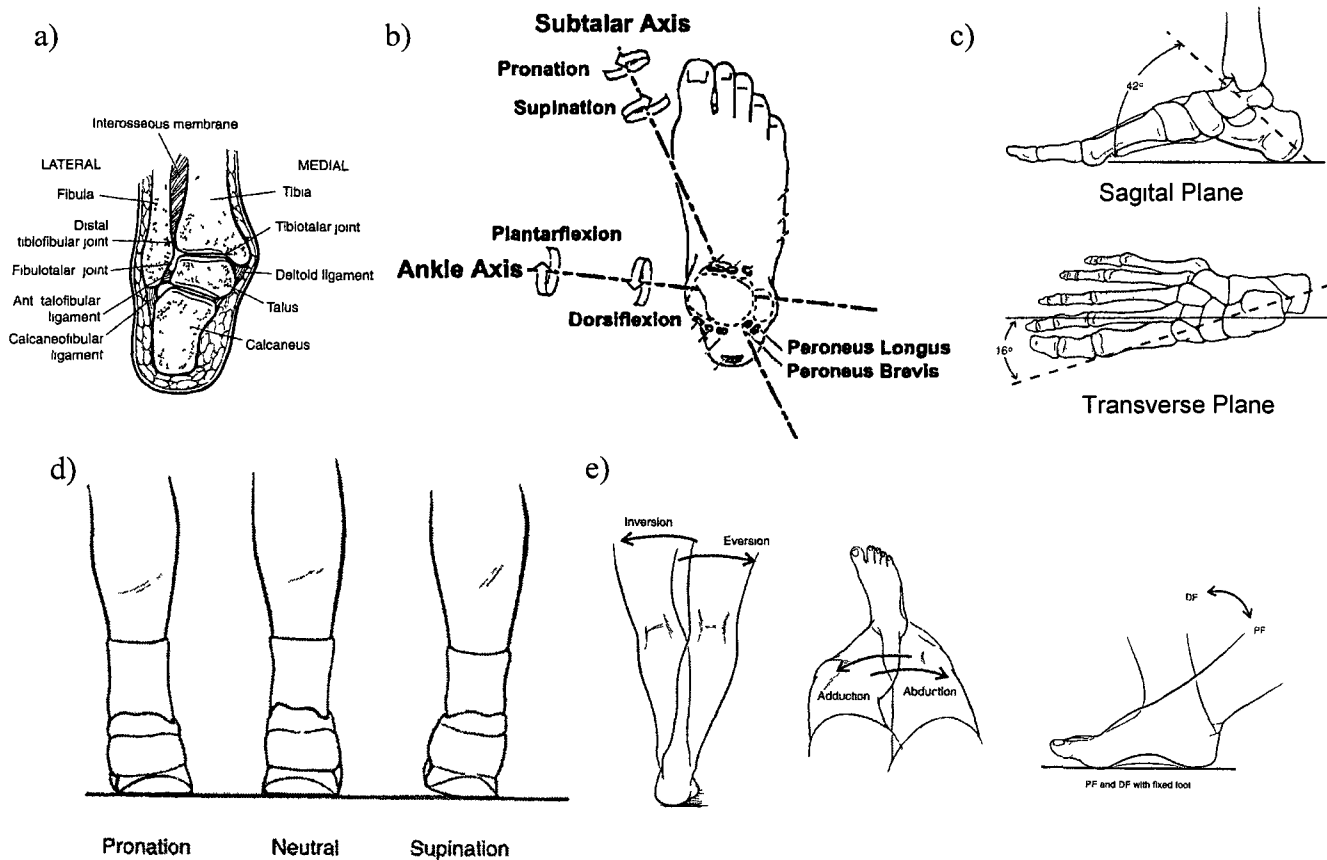 a)
Interosseous membrane
LATERAL
MEDIAL
Fibula
Tibia
Distal
tiblofibular joint
Tibiotalar joint
Fibulotalar joint
Deltoid ligament
Ant talofibular
ligament
Talus
Calcaneofibular
ligament
Calcaneus
b)
Subtalar Axis
Pronation
Supination
Plantarflexion
Ankle Axis
Dorsiflexion
Peroneus Longus
Peroneus Brevis
c)
42°
Sagital Plane
16°
Transverse Plane
d)
Pronation
Neutral
Supination
e)
Inversion
Eversion
Adduction
Abduction
DF
PF
PF and DF with fixed foot